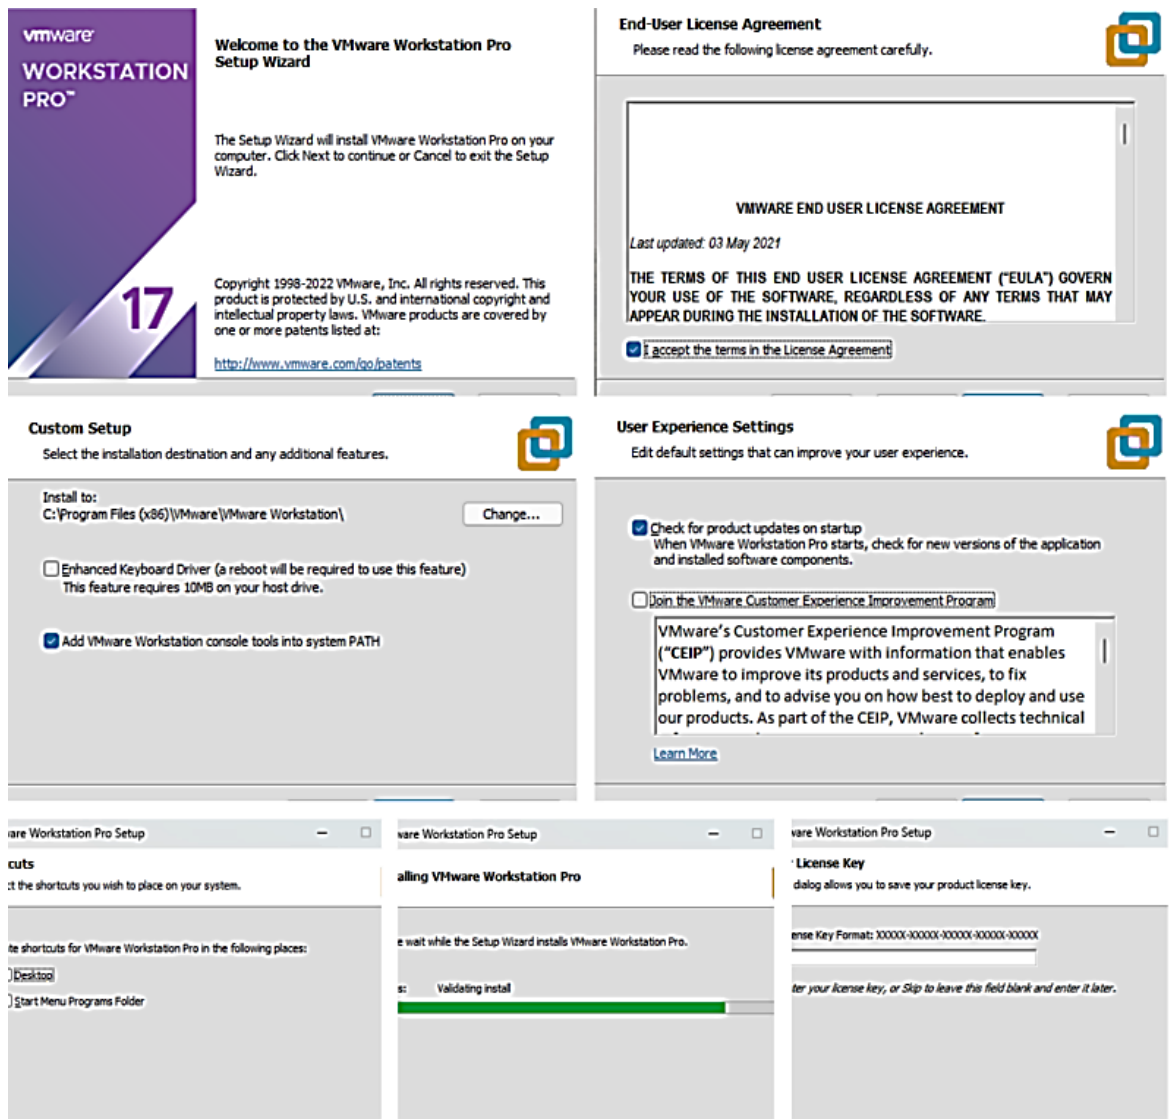 vmware
WORKSTATION
PRO™
17
Welcome to the VMware Workstation Pro
Setup Wizard
The Setup Wizard will install VMware Workstation Pro on your
computer. Click Next to continue or Cancel to exit the Setup
Wizard.
Copyright 1998-2022 VMware, Inc. All rights reserved. This
product is protected by U.S. and international copyright and
intellectual property laws. VMware products are covered by
one or more patents listed at:
http://www.vmware.com/go/patents
End-User License Agreement
Please read the following license agreement carefully.
VMWARE END USER LICENSE AGREEMENT
Last updated: 03 May 2021
THE TERMS OF THIS END USER LICENSE AGREEMENT (“EULA”) GOVERN
YOUR USE OF THE SOFTWARE, REGARDLESS OF ANY TERMS THAT MAY
APPEAR DURING THE INSTALLATION OF THE SOFTWARE.
I accept the terms in the License Agreement
Custom Setup
Select the installation destination and any additional features.
Install to:
C:\Program Files (x86)\VMware\VMware Workstation\
Change...
Enhanced Keyboard Driver (a reboot will be required to use this feature)
This feature requires 10MB on your host drive.
Add VMware Workstation console tools into system PATH
User Experience Settings
Edit default settings that can improve your user experience.
Check for product updates on startup
When VMware Workstation Pro starts, check for new versions of the application
and installed software components.
Join the VMware Customer Experience Improvement Program
VMware's Customer Experience Improvement Program
("CEIP") provides VMware with information that enables
VMware to improve its products and services, to fix
problems, and to advise you on how best to deploy and use
our products. As part of the CEIP, VMware collects technical
Learn More
ware Workstation Pro Setup
cuts
ct the shortcuts you wish to place on your system.
te shortcuts for VMware Workstation Pro in the following places:
Desktop
Start Menu Programs Folder
ware Workstation Pro Setup
alling VMware Workstation Pro
e wait while the Setup Wizard installs VMware Workstation Pro.
s: Validating install
ware Workstation Pro Setup
r License Key
dialog allows you to save your product license key.
ense Key Format: XXXXX-XXXXX-XXXXX-XXXXX-XXXXX
ter your license key, or Skip to leave this field blank and enter it later.